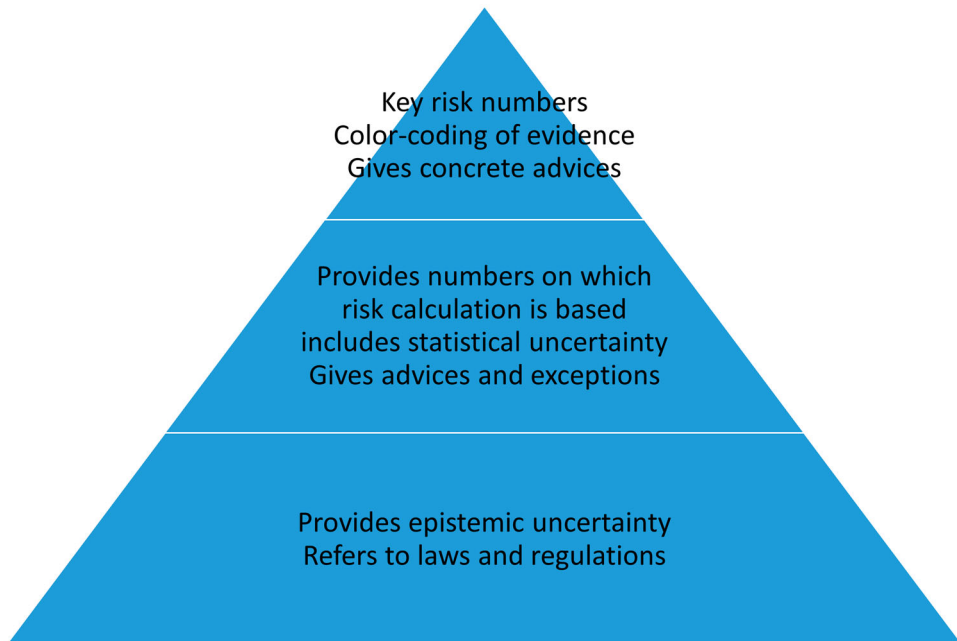 Key risk numbers
Color-coding of evidence
Gives concrete advices
Provides numbers on which
risk calculation is based
includes statistical uncertainty
Gives advices and exceptions
Provides epistemic uncertainty
Refers to laws and regulations